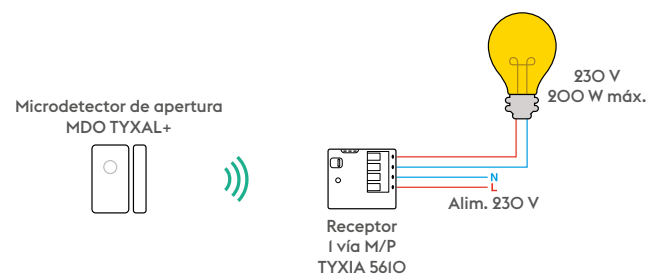 230 V
200 W máx.
Microdetector de apertura
MDO TYXAL+
N
L
Alim. 230 V
Receptor
1 vía M/P
TYXIA 5610